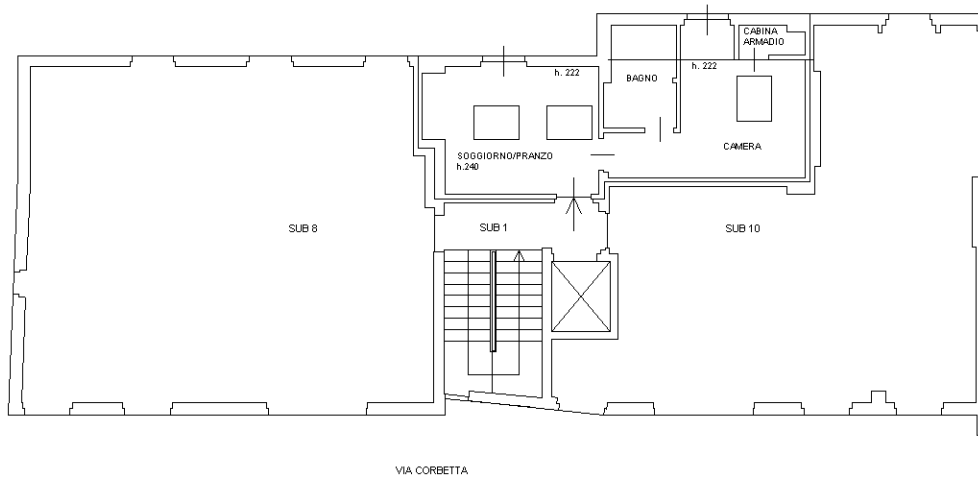 CABINA
ARMADIO
h. 222
h. 222
BAGNO
CAMERA
SOGGIORNO/PRANZO
h.240
SUB 8
SUB 1
SUB 10
VIA CORBETTA